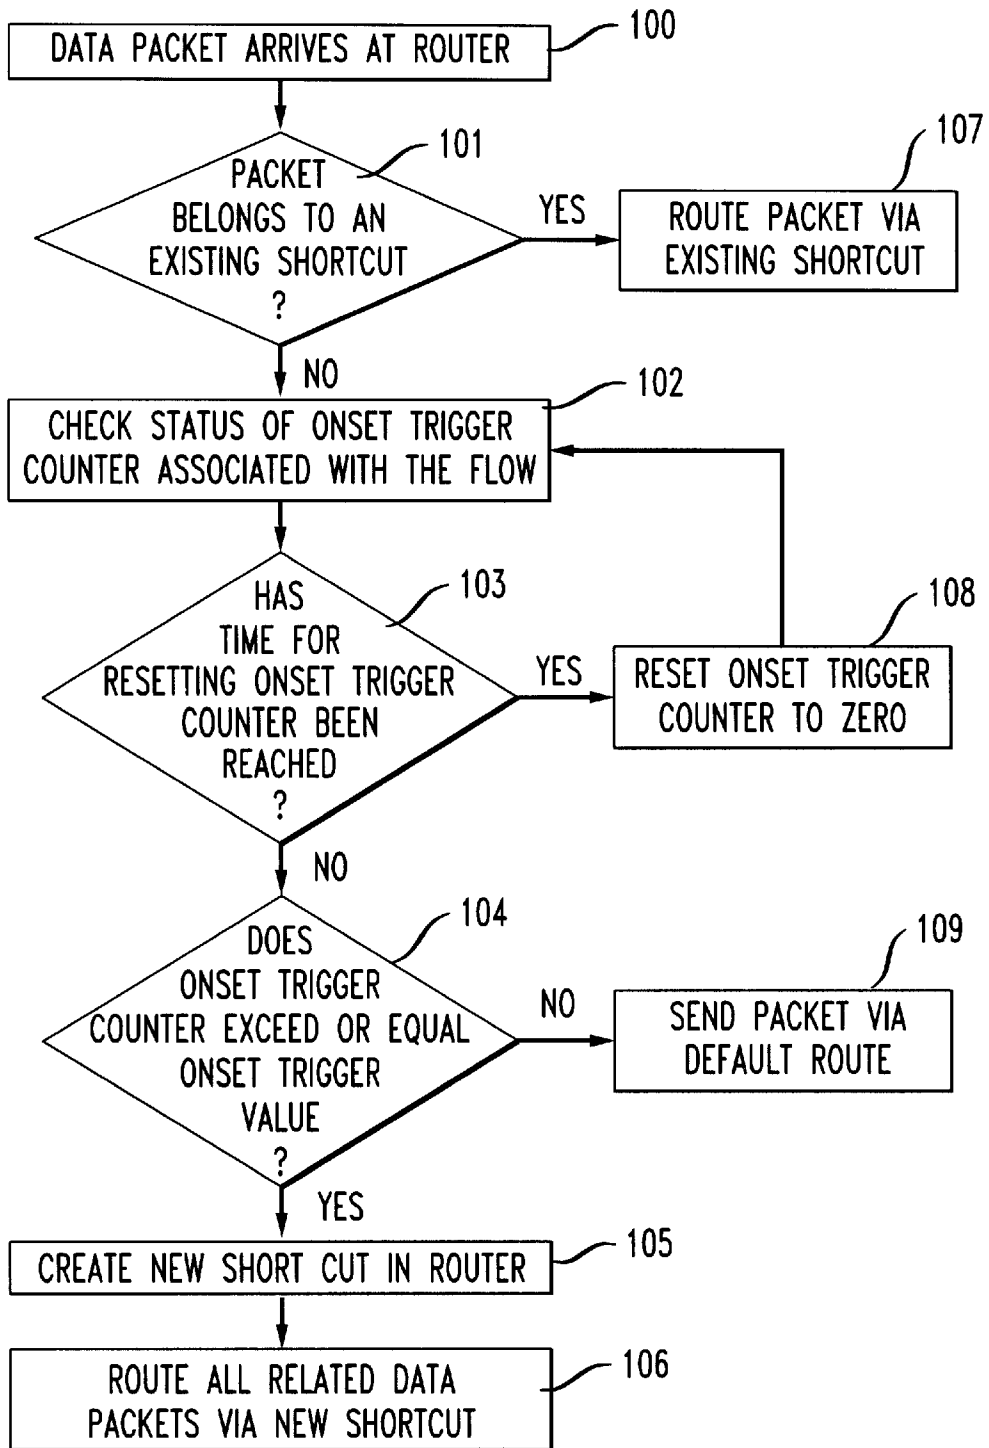 DATA PACKET ARRIVES AT ROUTER
100
PACKET
BELONGS TO AN
EXISTING SHORTCUT
?
101
YES
ROUTE PACKET VIA
EXISTING SHORTCUT
107
NO
CHECK STATUS OF ONSET TRIGGER
COUNTER ASSOCIATED WITH THE FLOW
102
HAS
TIME FOR
RESETTING ONSET TRIGGER
COUNTER BEEN
REACHED
?
103
YES
RESET ONSET TRIGGER
COUNTER TO ZERO
108
NO
DOES
ONSET TRIGGER
COUNTER EXCEED OR EQUAL
ONSET TRIGGER
VALUE
?
104
NO
SEND PACKET VIA
DEFAULT ROUTE
109
YES
CREATE NEW SHORT CUT IN ROUTER
105
ROUTE ALL RELATED DATA
PACKETS VIA NEW SHORTCUT
106